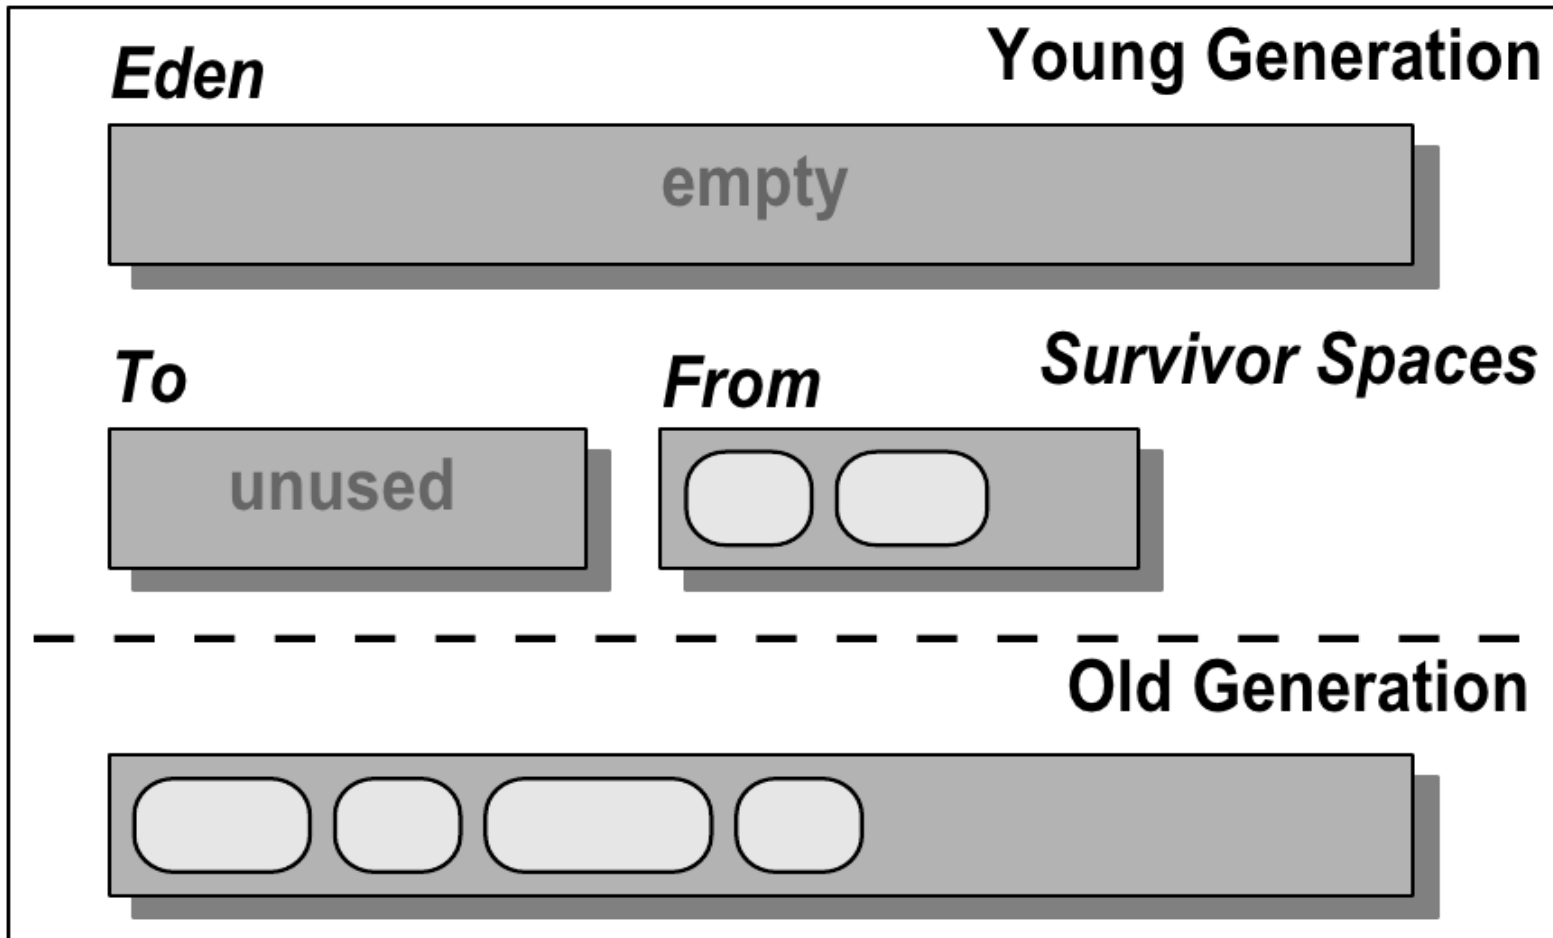 Young Generation
Eden
empty
Survivor Spaces
To
From
unused
Old Generation